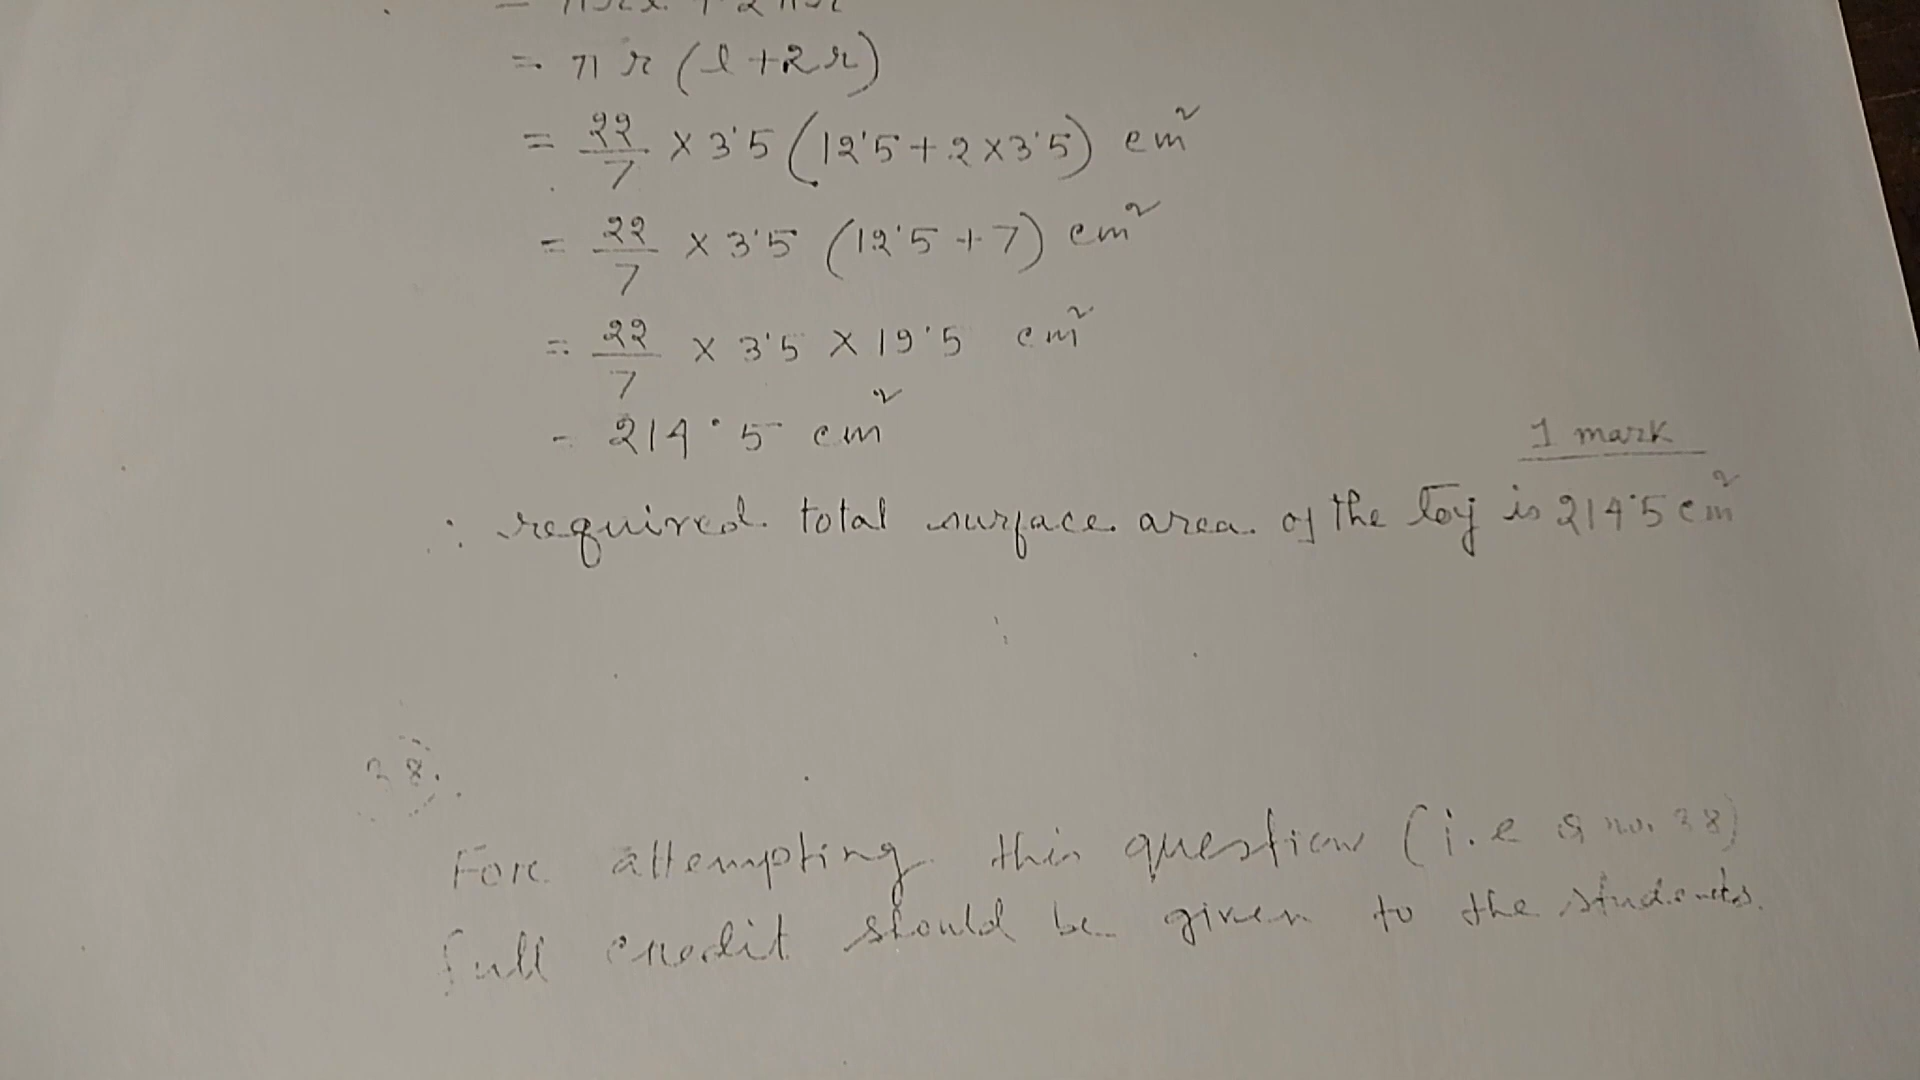 = πr (l+2r)
= 22/7 × 3·5 (12·5+2×3·5) cm²
= 22/7 × 3·5 (12·5+7) cm²
= 22/7 × 3·5 × 19·5 cm²
= 214·5 cm²
1 mark
∴ required total surface area of the toy is 214·5 cm²
38.
For attempting this question (i.e Q no. 38)
full credit should be given to the students.